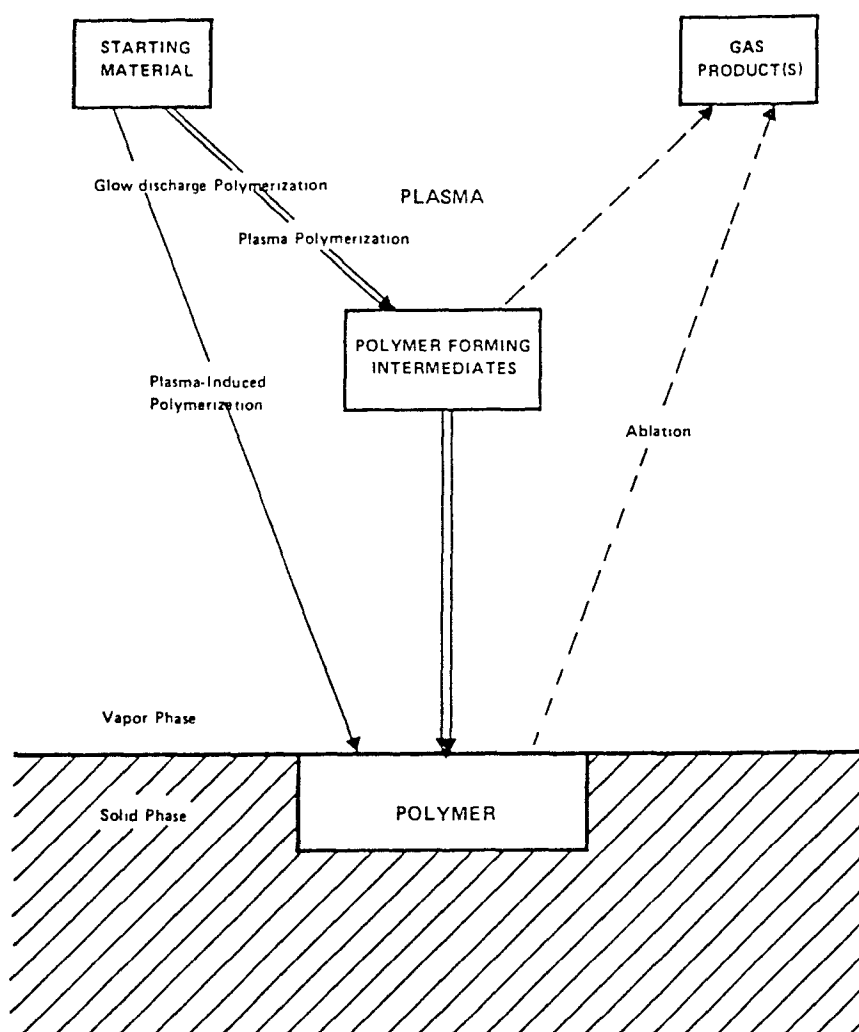 STARTING
MATERIAL
GAS
PRODUCT(S)
Glow discharge Polymerization
PLASMA
Plasma Polymerization
POLYMER FORMING
INTERMEDIATES
Plasma-Induced
Polymerization
Ablation
Vapor Phase
Solid Phase
POLYMER